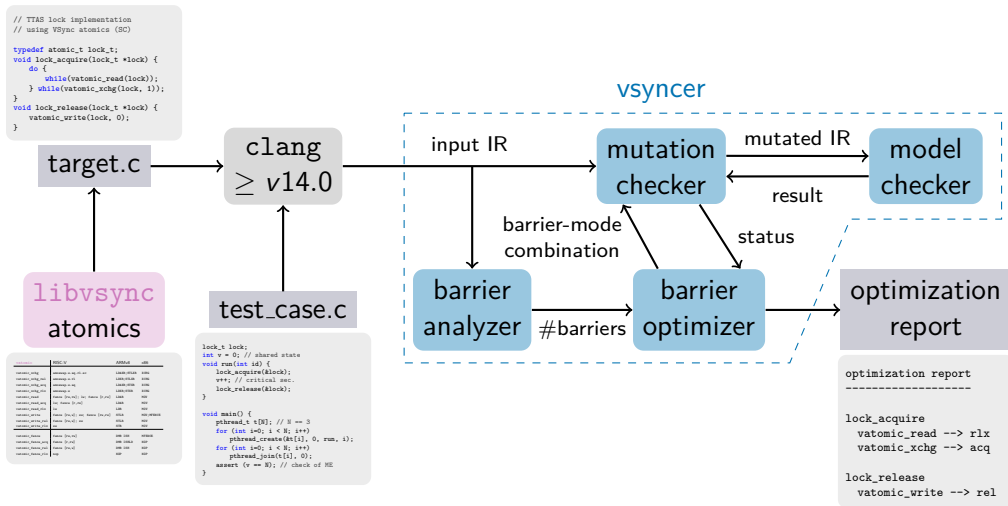 // TTAS lock implementation
// using VSync atomics (SC)
typedef atomic_t lock_t;
void lock_acquire(lock_t *lock) {
do {
while(vatomic_read(lock));
} while(vatomic_xchg(lock, 1));
}
void lock_release(lock_t *lock) {
vatomic_write(lock, 0);
}
target.c
clang
≥ v14.0
libvsync
atomics
test_case.c
lock_t lock;
int v = 0; // shared state
void run(int id) {
lock_acquire(&lock);
v++; // critical sec.
lock_release(&lock);
}
void main() {
pthread_t t[N]; // N == 3
for (int i=0; i < N; i++)
pthread_create(&t[i], 0, run, i);
for (int i=0; i < N; i++)
pthread_join(t[i], 0);
assert (v == N); // check of ME
}
vsyncer
input IR
mutation
checker
mutated IR
model
checker
result
barrier-mode
combination
status
barrier
analyzer
#barriers
barrier
optimizer
optimization
report
optimization report
-------------------
lock_acquire
vatomic_read --> rlx
vatomic_xchg --> acq
lock_release
vatomic_write --> rel